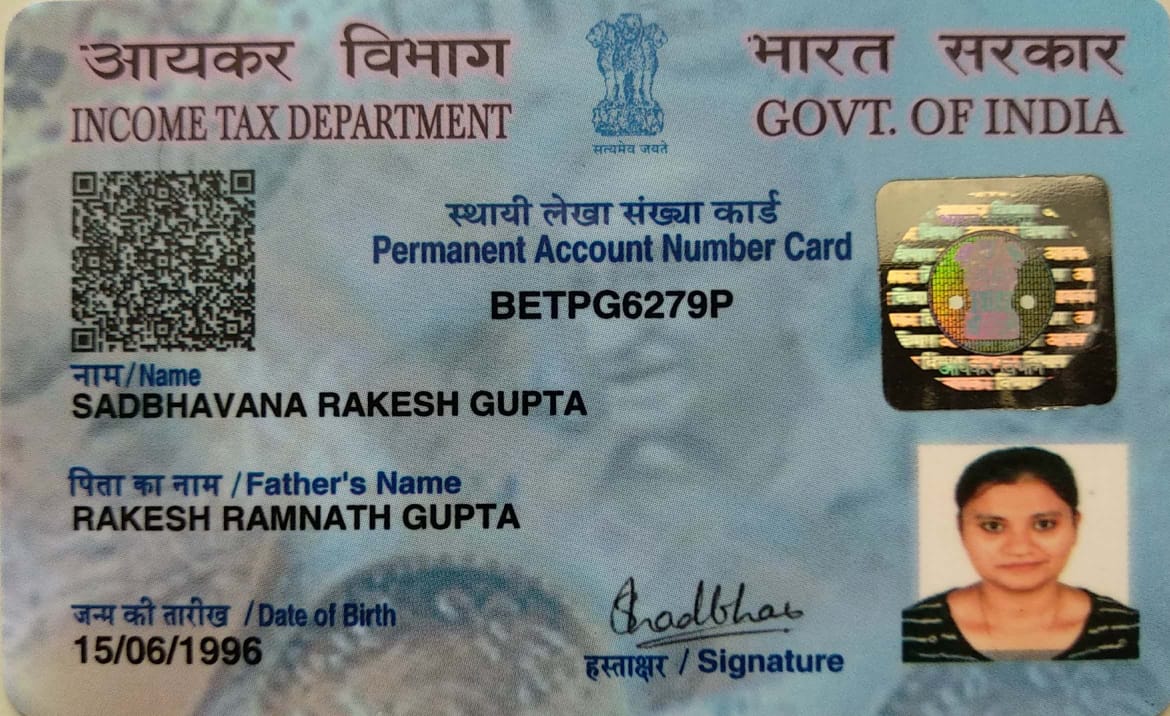 आयकर विभाग
INCOME TAX DEPARTMENT
सत्यमेव जयते
भारत सरकार
GOVT. OF INDIA
स्थायी लेखा संख्या कार्ड
Permanent Account Number Card
BETPG6279P
नाम/Name
SADBHAVANA RAKESH GUPTA
पिता का नाम /Father's Name
RAKESH RAMNATH GUPTA
जन्म की तारीख /Date of Birth
15/06/1996
हस्ताक्षर / Signature
आयकर विभाग